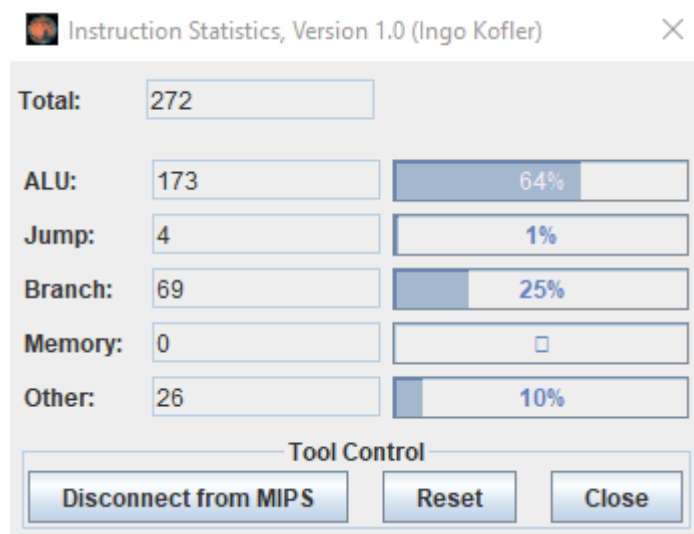 Instruction Statistics, Version 1.0 (Ingo Kofler)
Total: 272
ALU: 173 64%
Jump: 4 1%
Branch: 69 25%
Memory: 0 □
Other: 26 10%
Tool Control
Disconnect from MIPS Reset Close